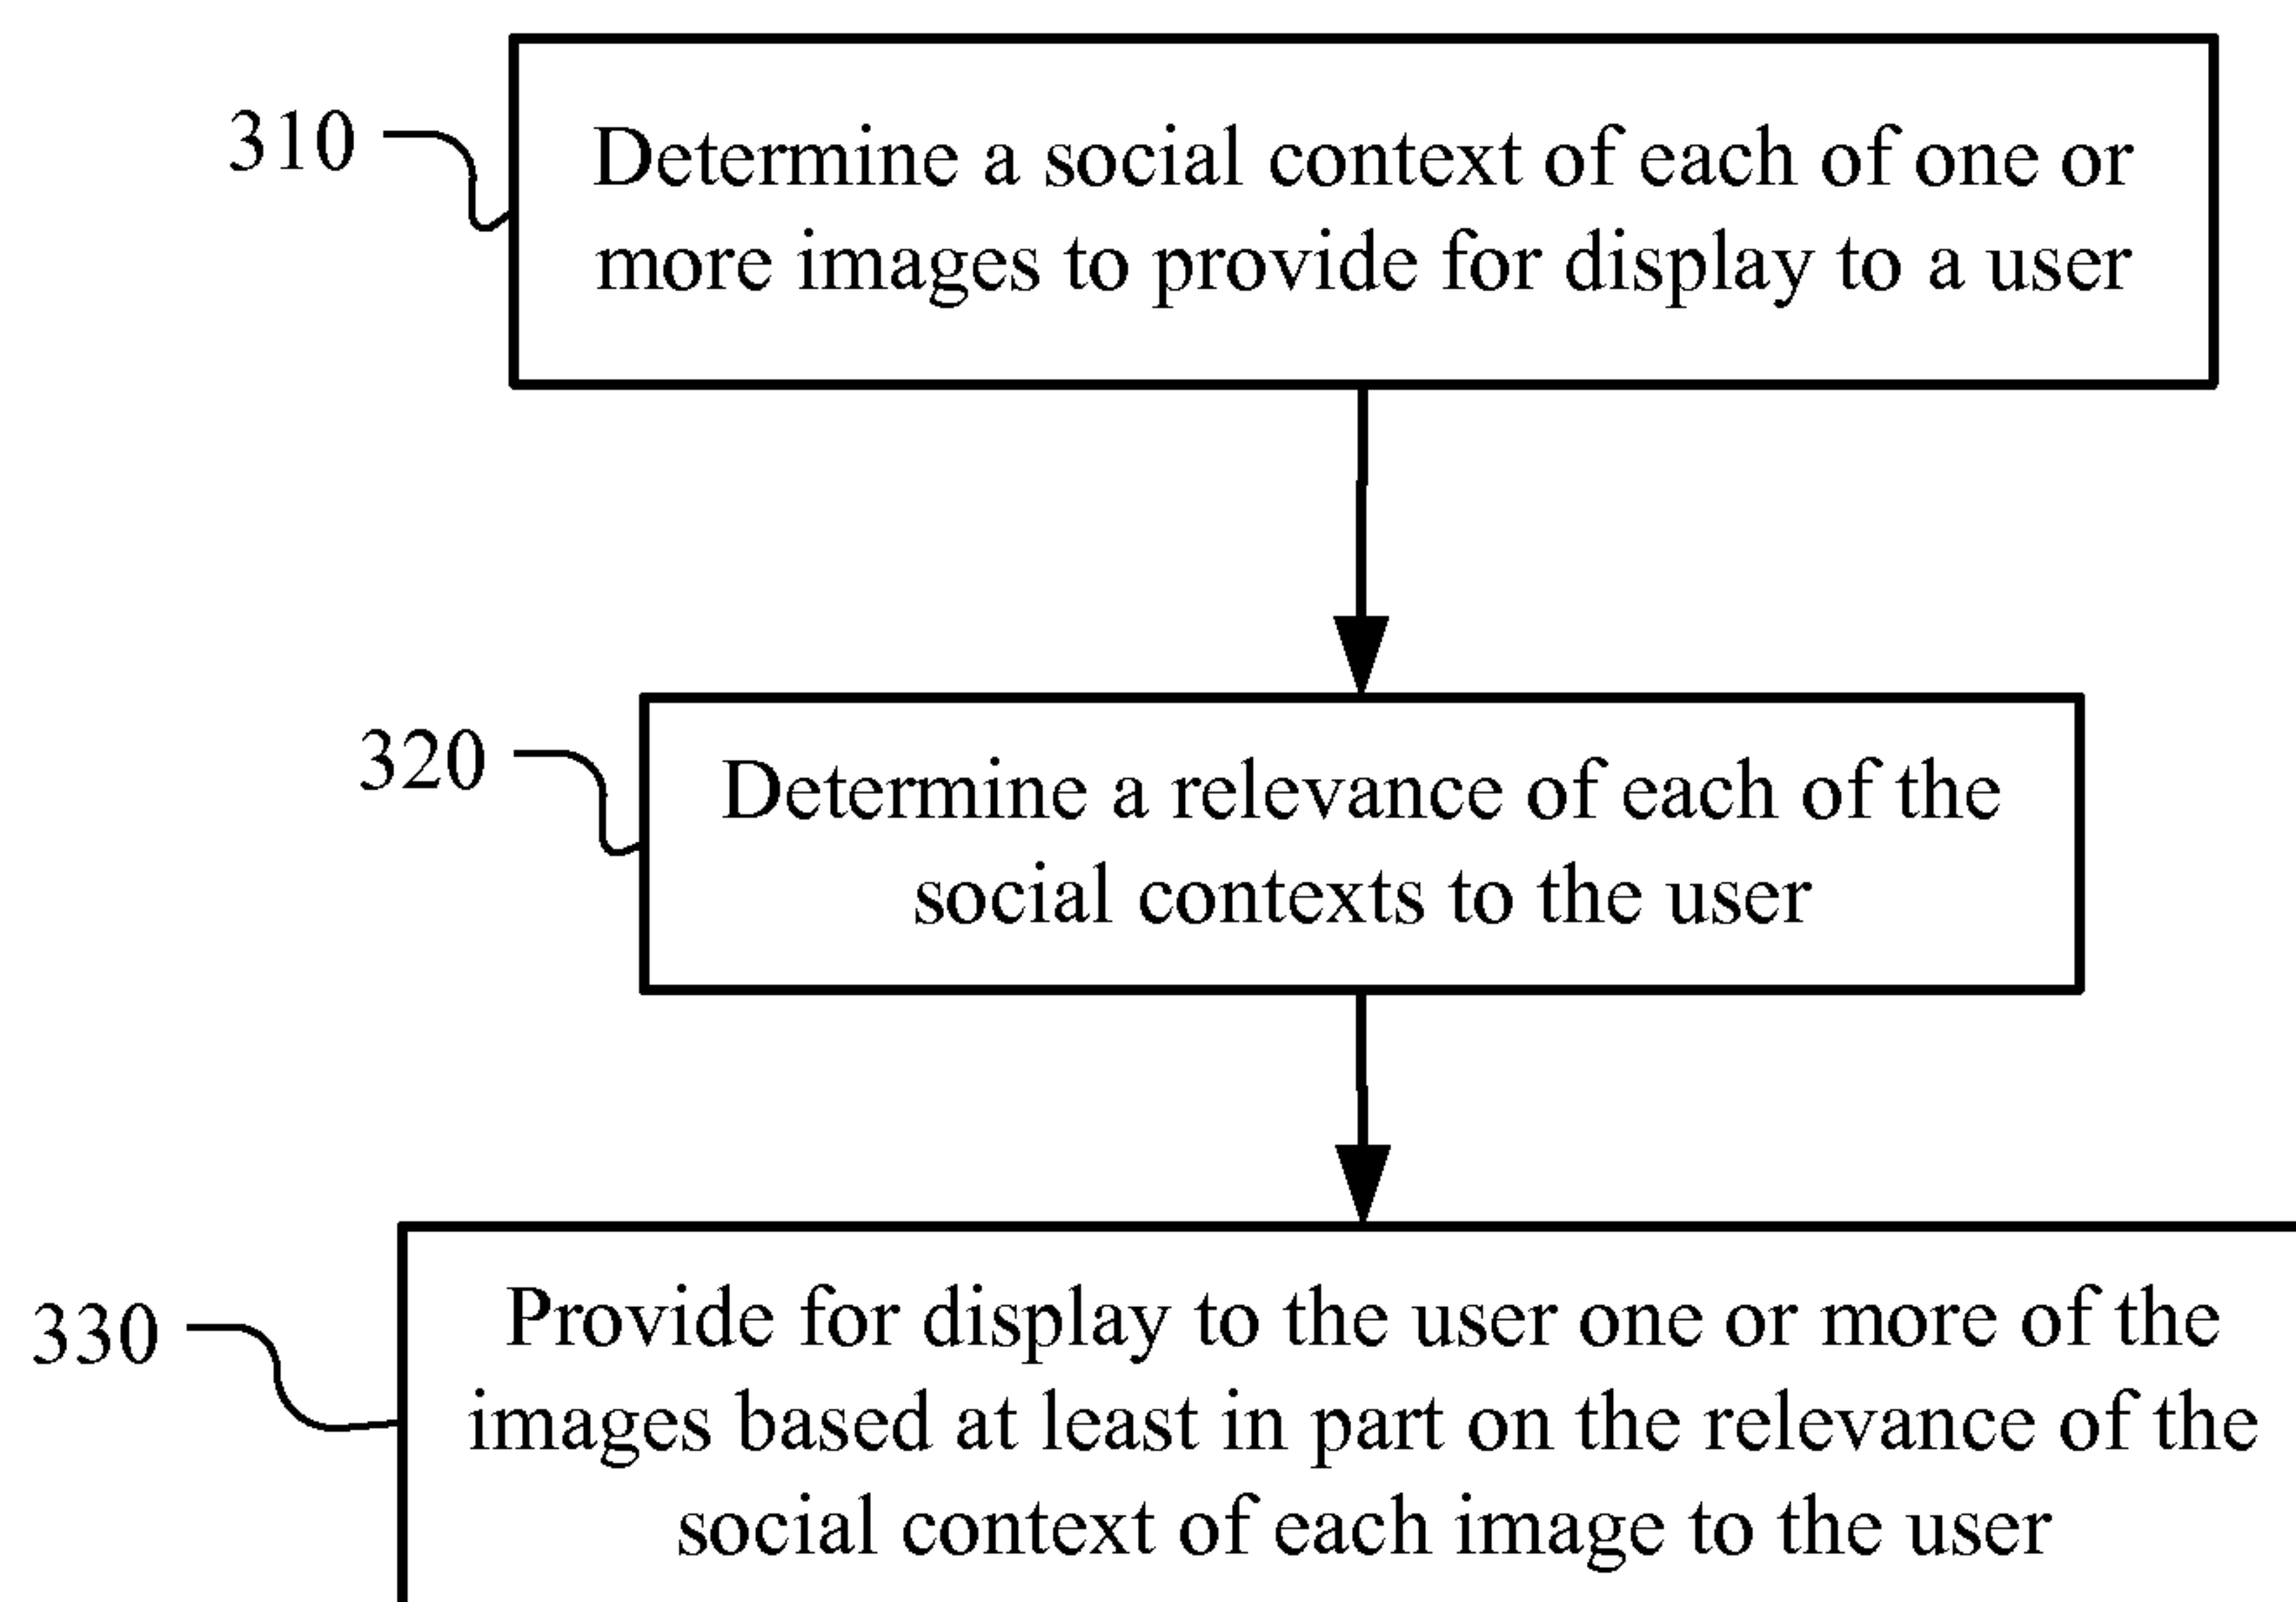 310
Determine a social context of each of one or
more images to provide for display to a user
320
Determine a relevance of each of the
social contexts to the user
330
Provide for display to the user one or more of the
images based at least in part on the relevance of the
social context of each image to the user